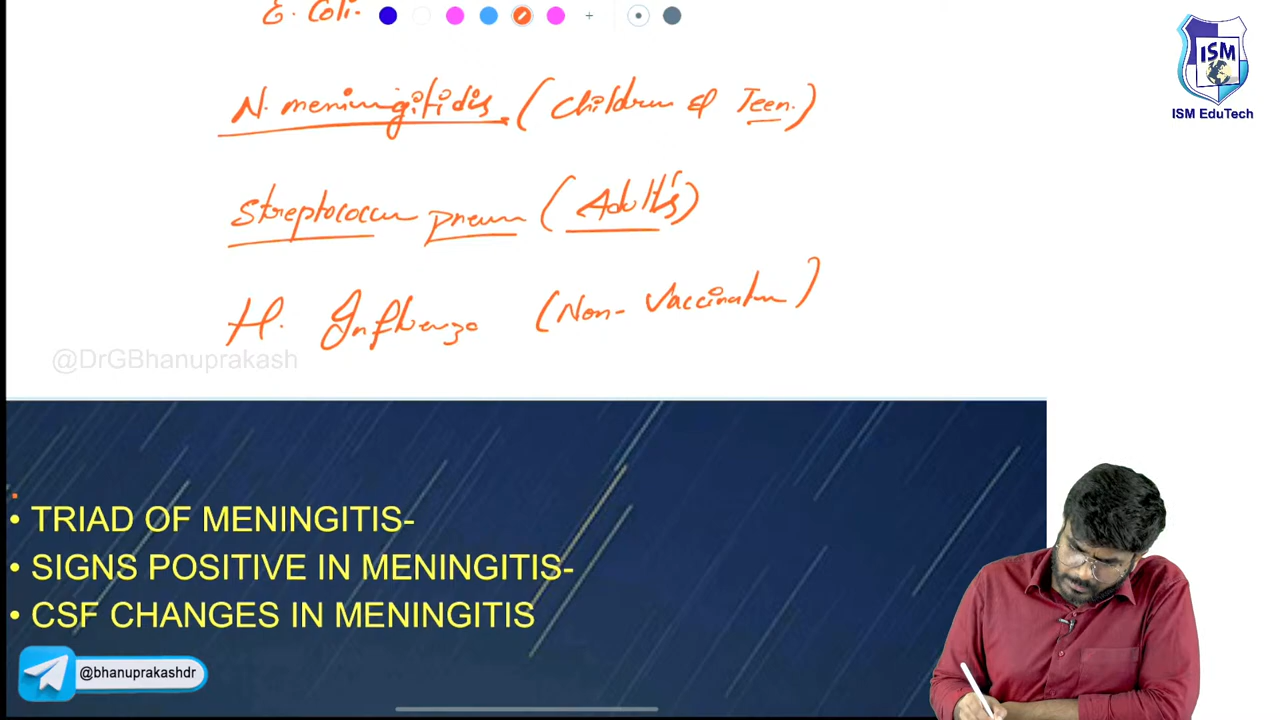 E. Coli.
N. meningitidis. (Children & Teen.)
Streptococcu pneum (Adult's)
H. Influenza (Non-Vaccination)
@DrGBhanuprakash
• TRIAD OF MENINGITIS-
• SIGNS POSITIVE IN MENINGITIS-
• CSF CHANGES IN MENINGITIS
@bhanuprakashdr
ISM
ISM EduTech